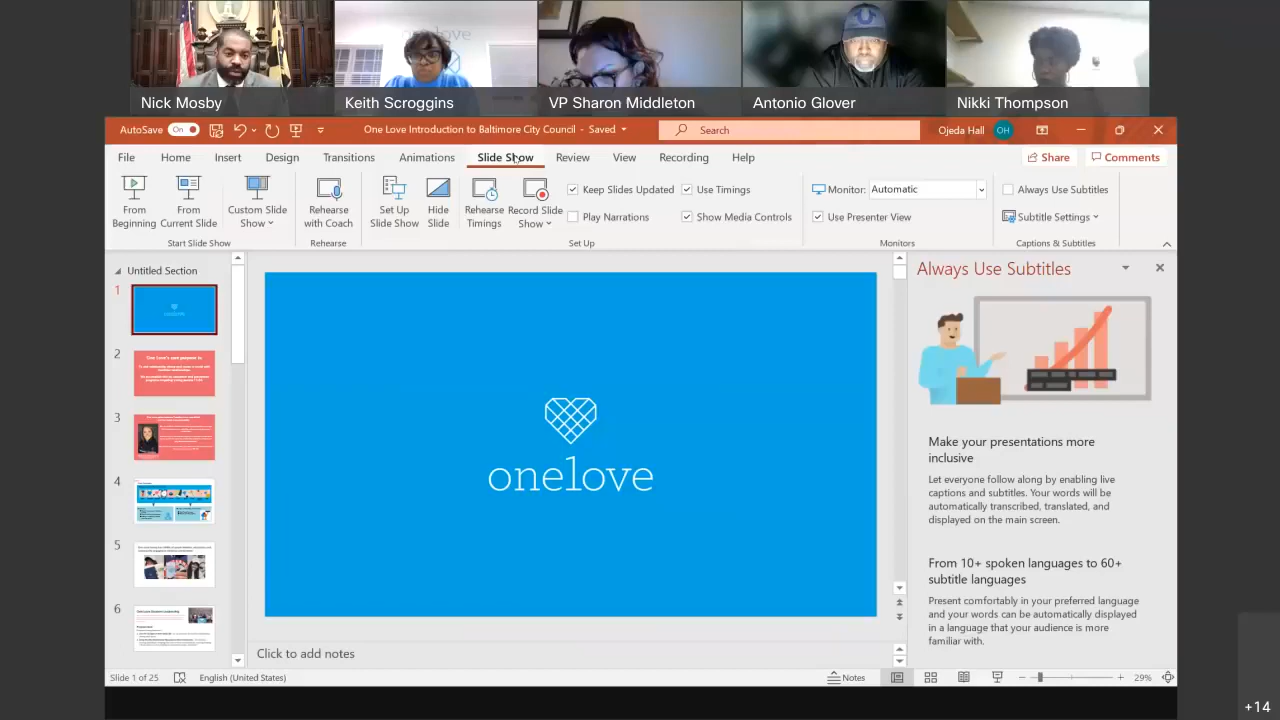 Nick Mosby
Keith Scroggins
VP Sharon Middleton
Antonio Glover
Nikki Thompson
AutoSave On
One Love Introduction to Baltimore City Council - Saved
Search
Ojeda Hall OH
File Home Insert Design Transitions Animations Slide Show Review View Recording Help
Share Comments
From Beginning
From Current Slide
Custom Slide Show
Start Slide Show
Rehearse with Coach
Rehearse
Set Up Slide Show
Hide Slide
Rehearse Timings
Record Slide Show
Keep Slides Updated
Play Narrations
Use Timings
Show Media Controls
Set Up
Monitor: Automatic
Use Presenter View
Monitors
Always Use Subtitles
Subtitle Settings
Captions & Subtitles
Untitled Section
1
2
3
4
5
6
onelove
Click to add notes
Always Use Subtitles
Make your presentations more
inclusive
Let everyone follow along by enabling live
captions and subtitles. Your words will be
automatically transcribed, translated, and
displayed on the main screen.
From 10+ spoken languages to 60+
subtitle languages
Present comfortably in your preferred language
and your words can be automatically displayed
in a language that your audience is more
familiar with.
Slide 1 of 25
English (United States)
Notes
29%
+14